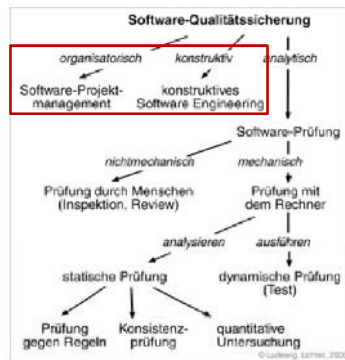 Software-Qualitätssicherung
organisatorisch konstruktiv analytisch
Software-Projekt- konstruktives
management Software Engineering
Software-Prüfung
nichtmechanisch mechanisch
Prüfung durch Menschen Prüfung mit
(Inspektion, Review) dem Rechner
analysieren ausführen
statische Prüfung dynamische Prüfung
(Test)
Prüfung Konsistenz- quantitative
gegen Regeln prüfung Untersuchung
© Ludewig, Lichter,